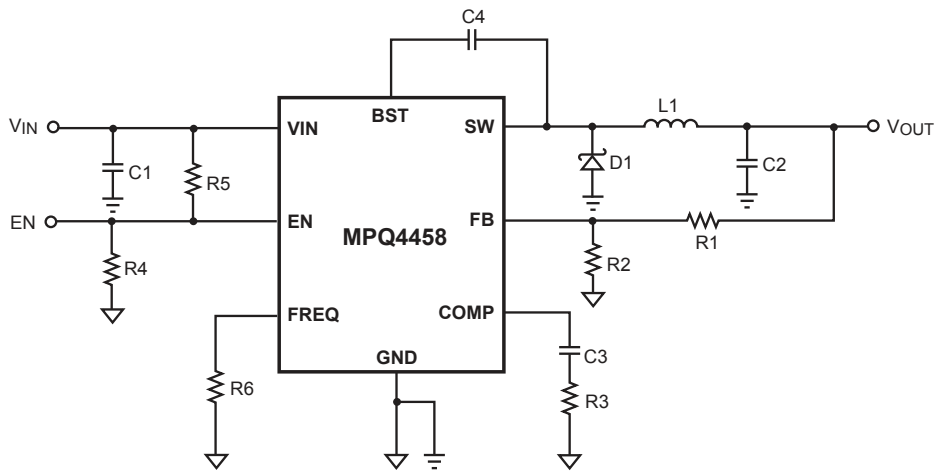 C4
VIN
BST
L1
VIN
SW
VOUT
C1
R5
D1
C2
EN
EN
FB
MPQ4458
R1
R4
R2
FREQ
COMP
GND
C3
R6
R3